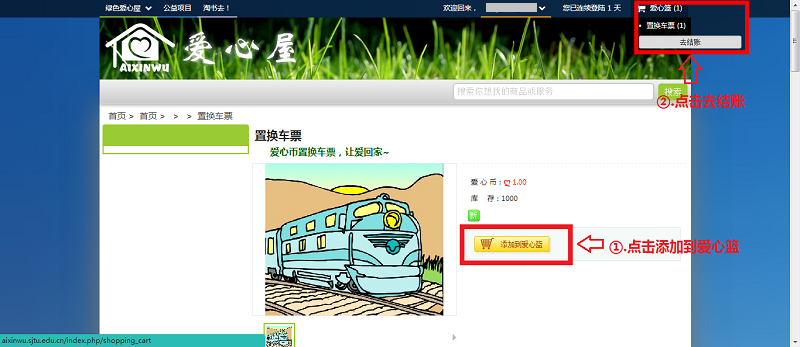 绿色爱心屋 公益项目 淘书去！ 欢迎回来， 您已连续登陆 1 天 爱心篮 (1)
置换车票 (1)
去结账
AIXINWU 爱心屋
搜索你想找的商品或服务 搜索
②.点击去结账
首页 > 首页 > > > 置换车票
置换车票
爱心币置换车票，让爱回家~
爱 心 币：1.00
库 存：1000
添加到爱心篮
①.点击添加到爱心篮
aixinwu.sjtu.edu.cn/index.php/shopping_cart